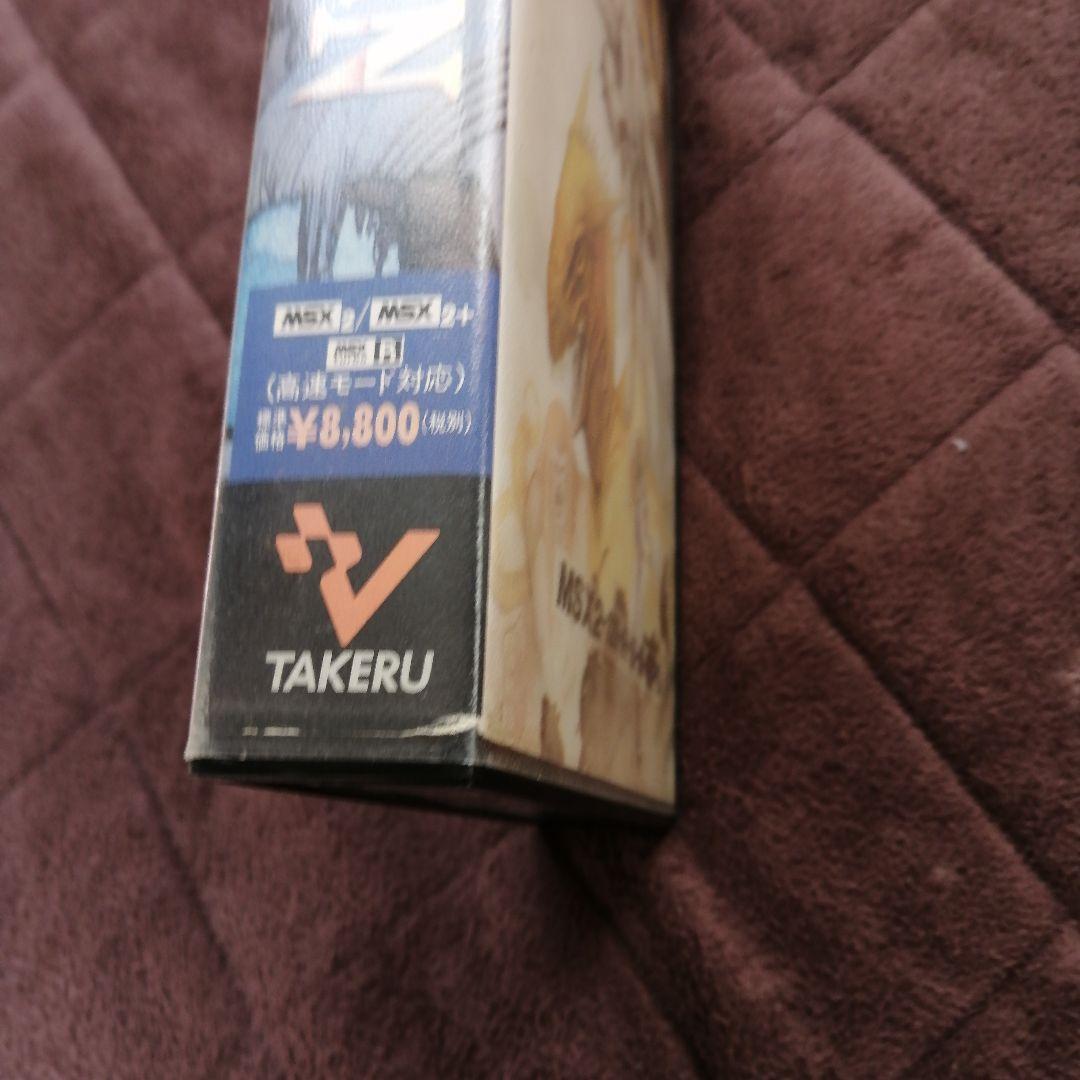 N
MSX2/MSX2+
MSX R
(高速モード対応)
標準価格 ¥8,800(税別)
TAKERU